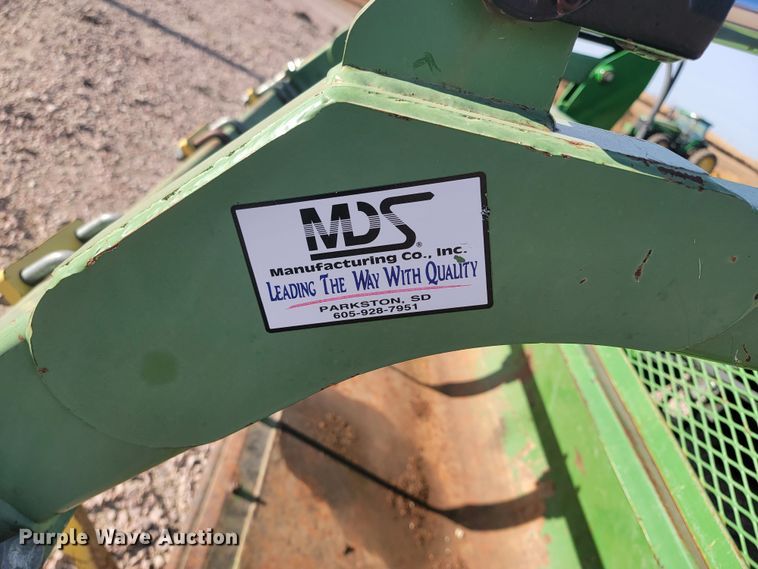 MDS®
Manufacturing Co., Inc.
LEADING THE WAY WITH QUALITY
PARKSTON, SD
605-928-7951
Purple Wave Auction